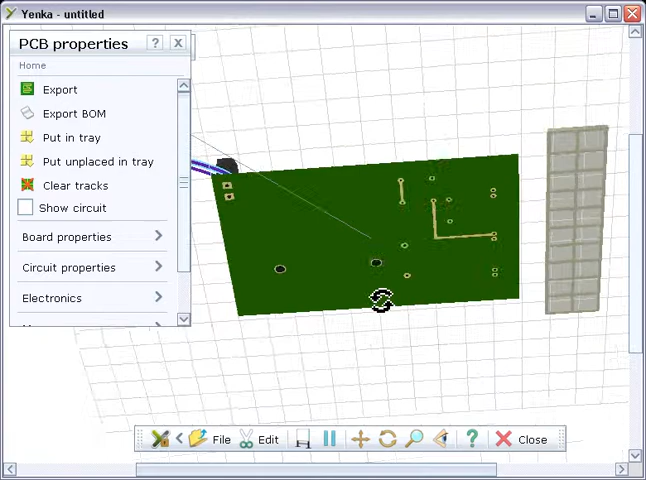 Yenka - untitled
PCB properties
?
Home
Export
Export BOM
Put in tray
Put unplaced in tray
Clear tracks
Show circuit
Board properties
Circuit properties
Electronics
File
Edit
?
Close